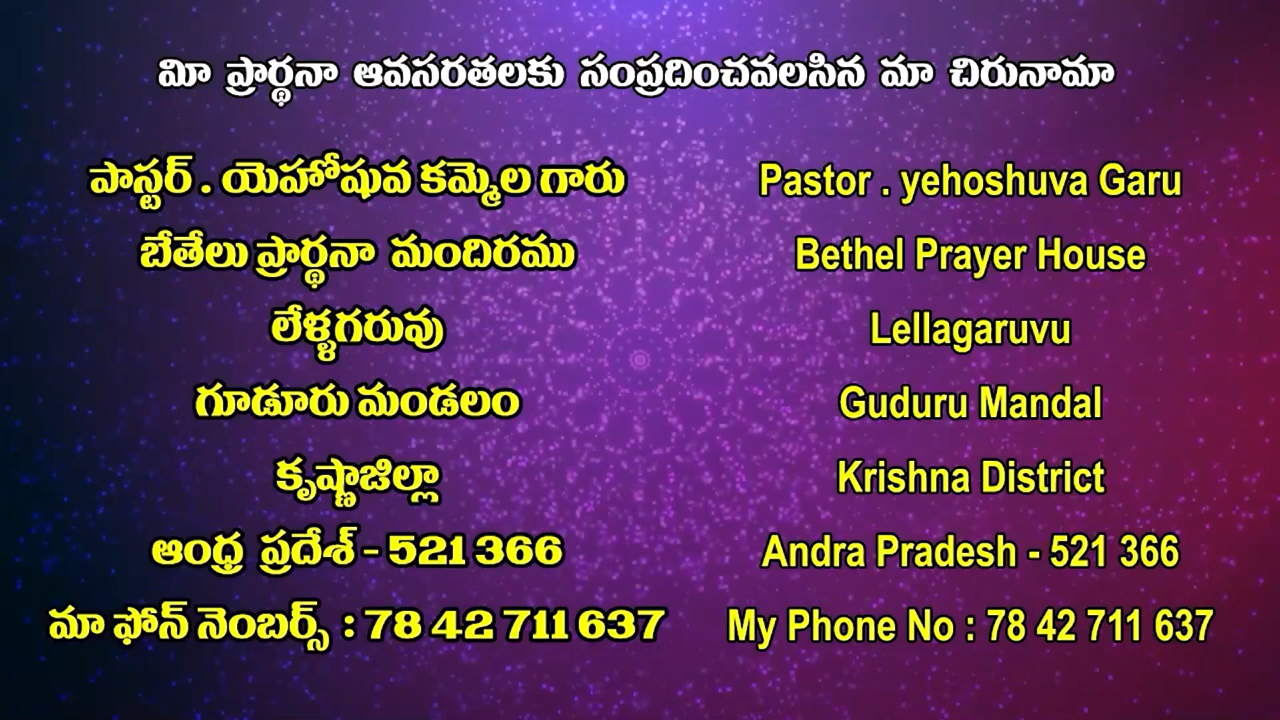 మీ ప్రార్థనా ఆవసరతలకు సంప్రదించవలసిన మా చిరునామా
పాస్టర్ . యెహోషువ కమ్మెల గారు
Pastor . yehoshuva Garu
బేతేలు ప్రార్థనా మందిరము
Bethel Prayer House
లేళ్ళగరువు
Lellagaruvu
గూడూరు మండలం
Guduru Mandal
కృష్ణాజిల్లా
Krishna District
ఆంధ్ర ప్రదేశ్ - 521 366
Andra Pradesh - 521 366
మా ఫోన్ నెంబర్స్ : 78 42 711 637
My Phone No : 78 42 711 637